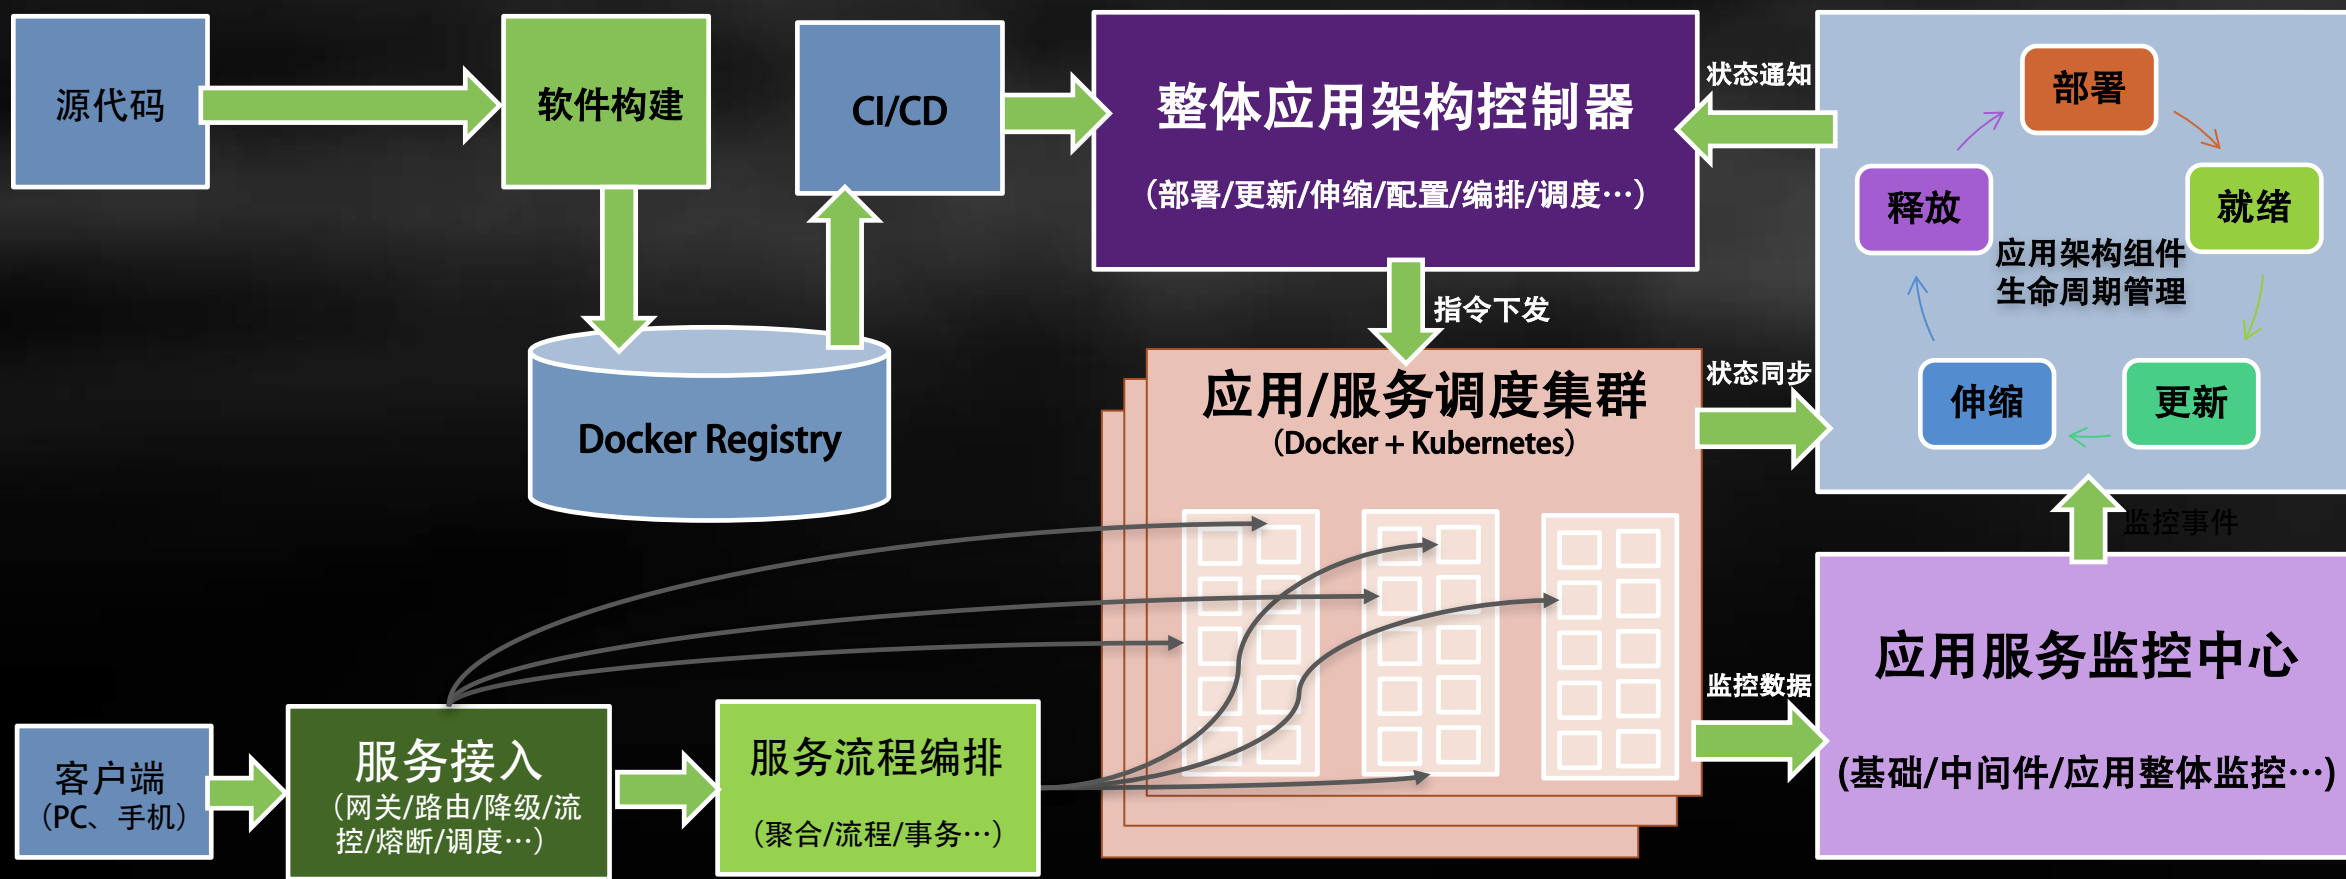 源代码
软件构建
CI/CD
整体应用架构控制器
（部署/更新/伸缩/配置/编排/调度…）
状态通知
部署
就绪
更新
伸缩
释放
应用架构组件
生命周期管理
Docker Registry
指令下发
应用/服务调度集群
（Docker + Kubernetes）
状态同步
监控事件
监控数据
应用服务监控中心
(基础/中间件/应用整体监控…)
客户端
（PC、手机）
服务接入
（网关/路由/降级/流
控/熔断/调度…）
服务流程编排
（聚合/流程/事务…）